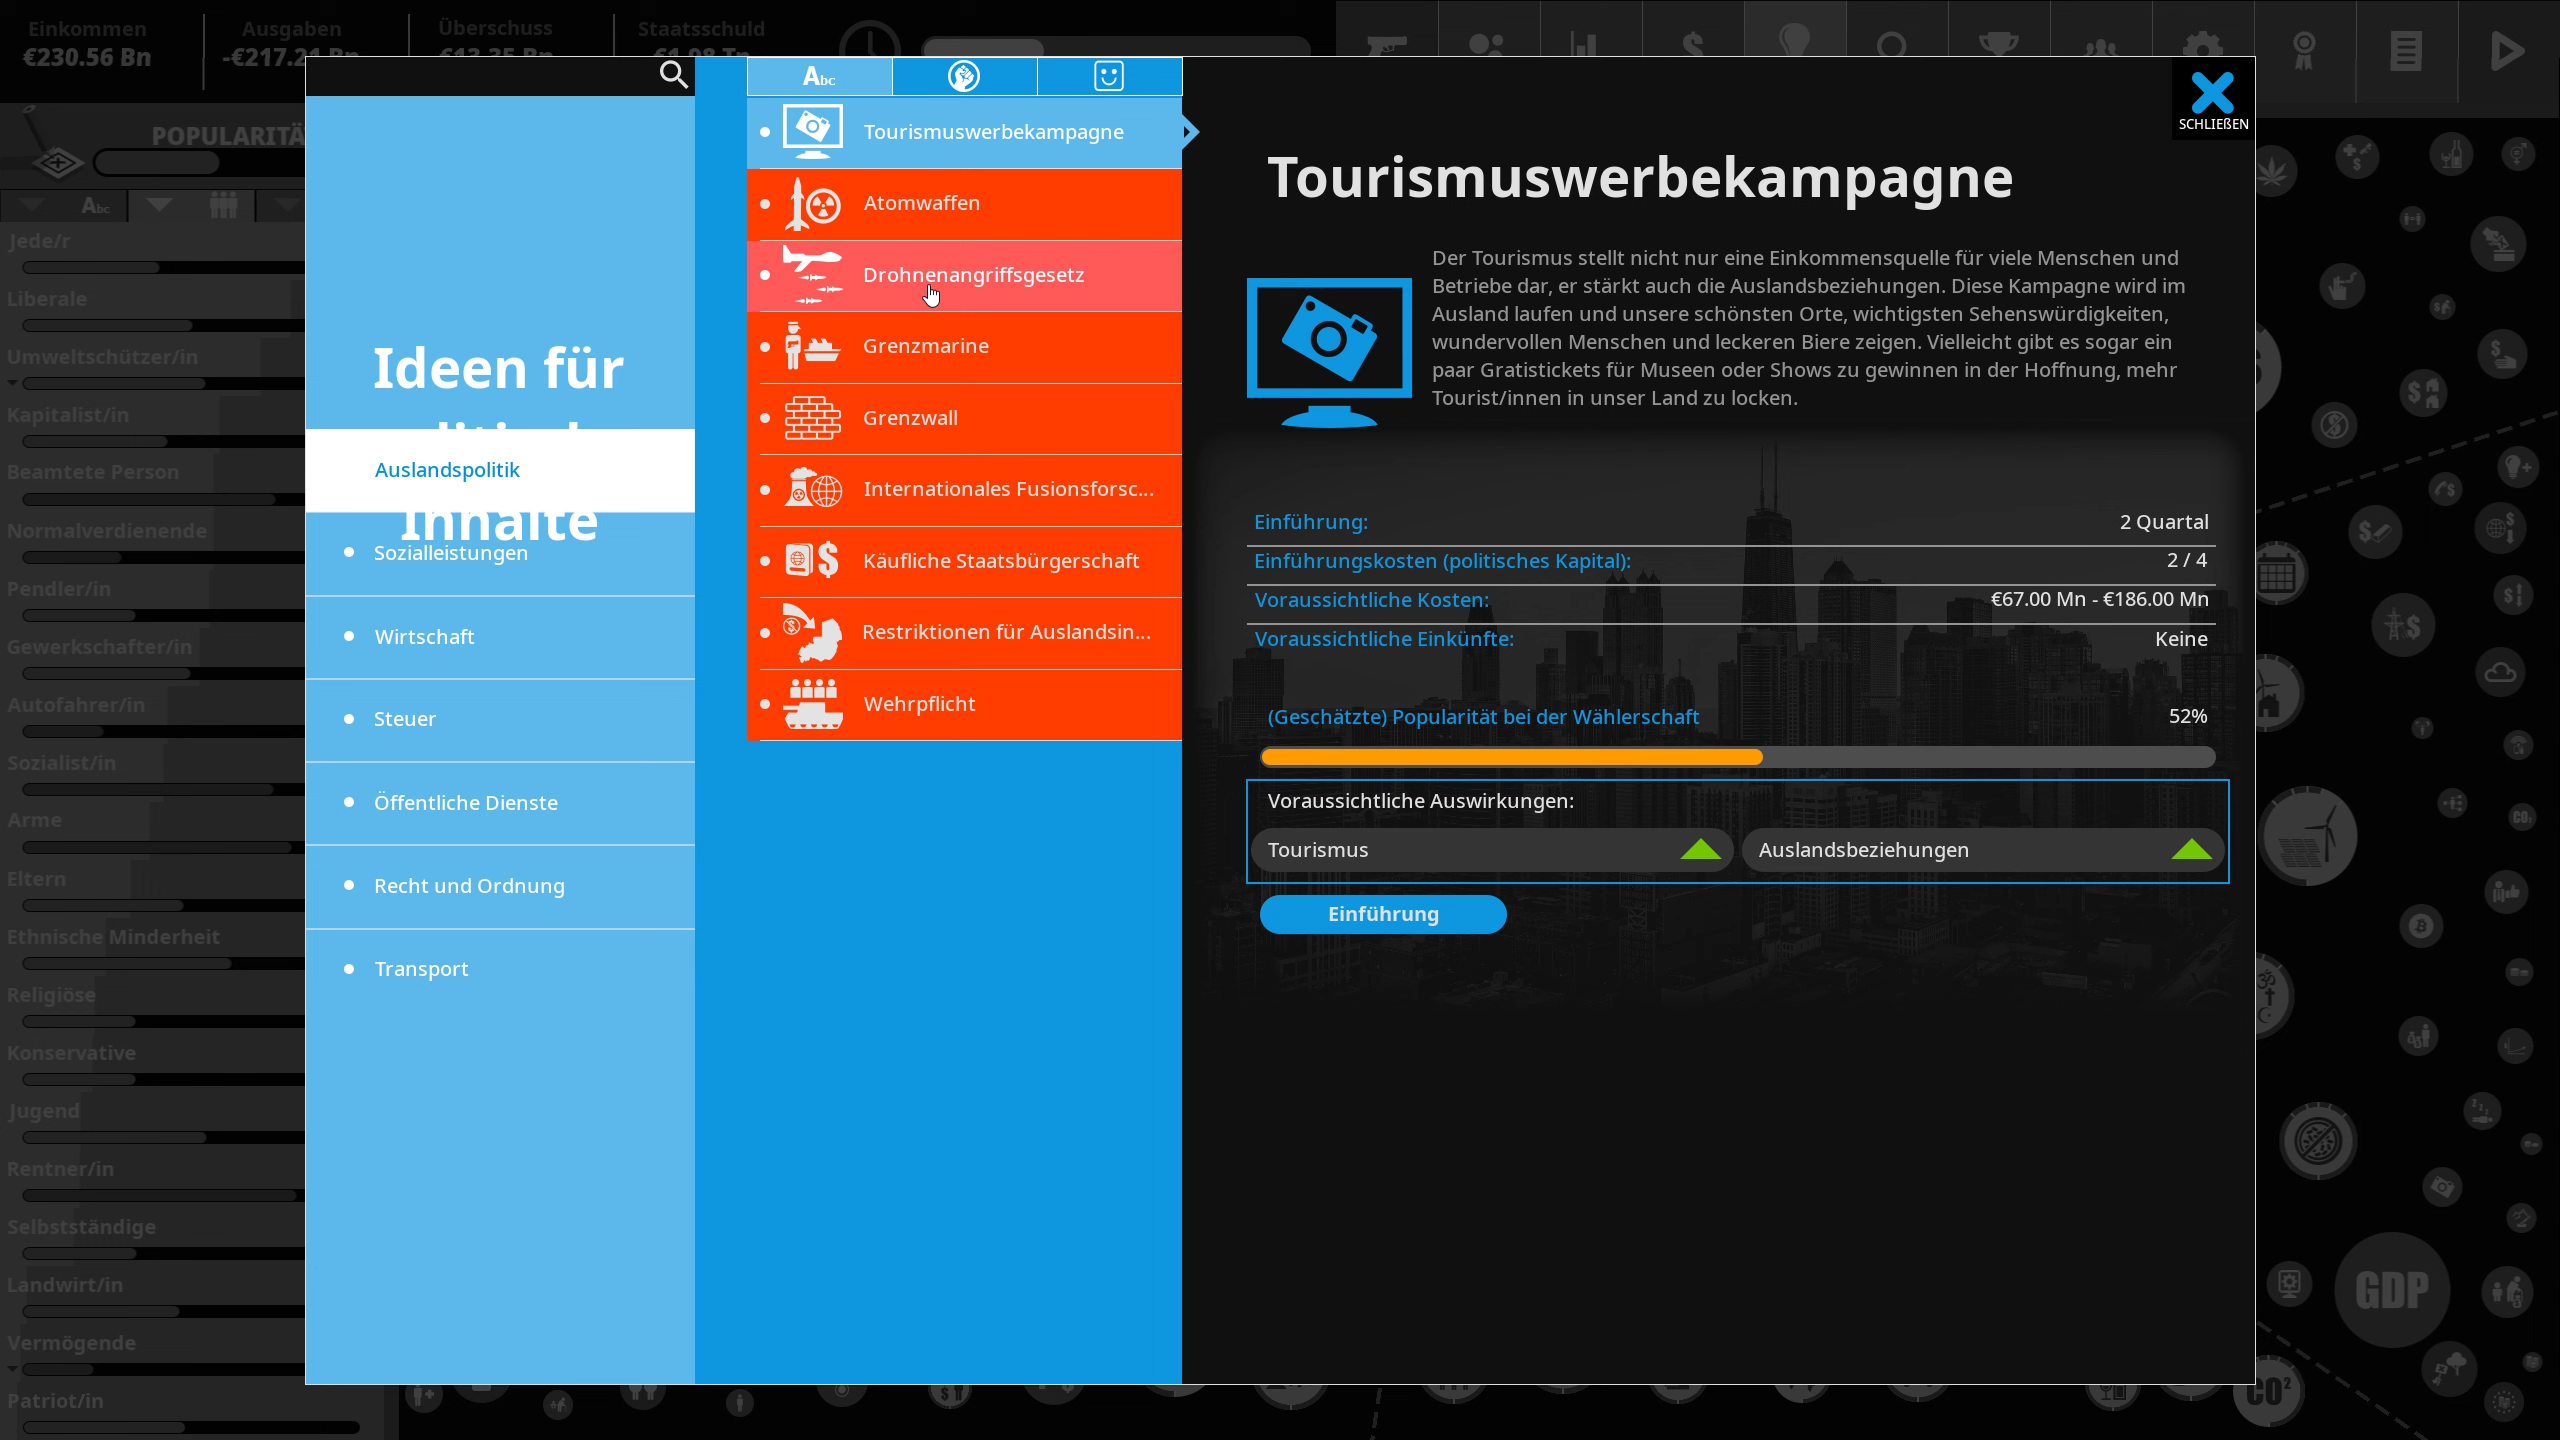 Einkommen
€230.56 Bn
Ausgaben
Überschuss
Staatsschuld
POPULARITÄ
Abc
Jede/r
Liberale
Umweltschützer/in
Kapitalist/in
Beamtete Person
Normalverdienende
Pendler/in
Gewerkschafter/in
Autofahrer/in
Sozialist/in
Arme
Eltern
Ethnische Minderheit
Religiöse
Konservative
Jugend
Rentner/in
Selbstständige
Landwirt/in
Vermögende
Patriot/in
Ideen für
Inhalte
Auslandspolitik
Sozialleistungen
Wirtschaft
Steuer
Öffentliche Dienste
Recht und Ordnung
Transport
Abc
Tourismuswerbekampagne
Atomwaffen
Drohnenangriffsgesetz
Grenzmarine
Grenzwall
Internationales Fusionsforsc...
Käufliche Staatsbürgerschaft
Restriktionen für Auslandsin...
Wehrpflicht
SCHLIEßEN
Tourismuswerbekampagne
Der Tourismus stellt nicht nur eine Einkommensquelle für viele Menschen und
Betriebe dar, er stärkt auch die Auslandsbeziehungen. Diese Kampagne wird im
Ausland laufen und unsere schönsten Orte, wichtigsten Sehenswürdigkeiten,
wundervollen Menschen und leckeren Biere zeigen. Vielleicht gibt es sogar ein
paar Gratistickets für Museen oder Shows zu gewinnen in der Hoffnung, mehr
Tourist/innen in unser Land zu locken.
Einführung: 2 Quartal
Einführungskosten (politisches Kapital): 2 / 4
Voraussichtliche Kosten: €67.00 Mn - €186.00 Mn
Voraussichtliche Einkünfte: Keine
(Geschätzte) Popularität bei der Wählerschaft 52%
Voraussichtliche Auswirkungen:
Tourismus
Auslandsbeziehungen
Einführung
GDP
CO²